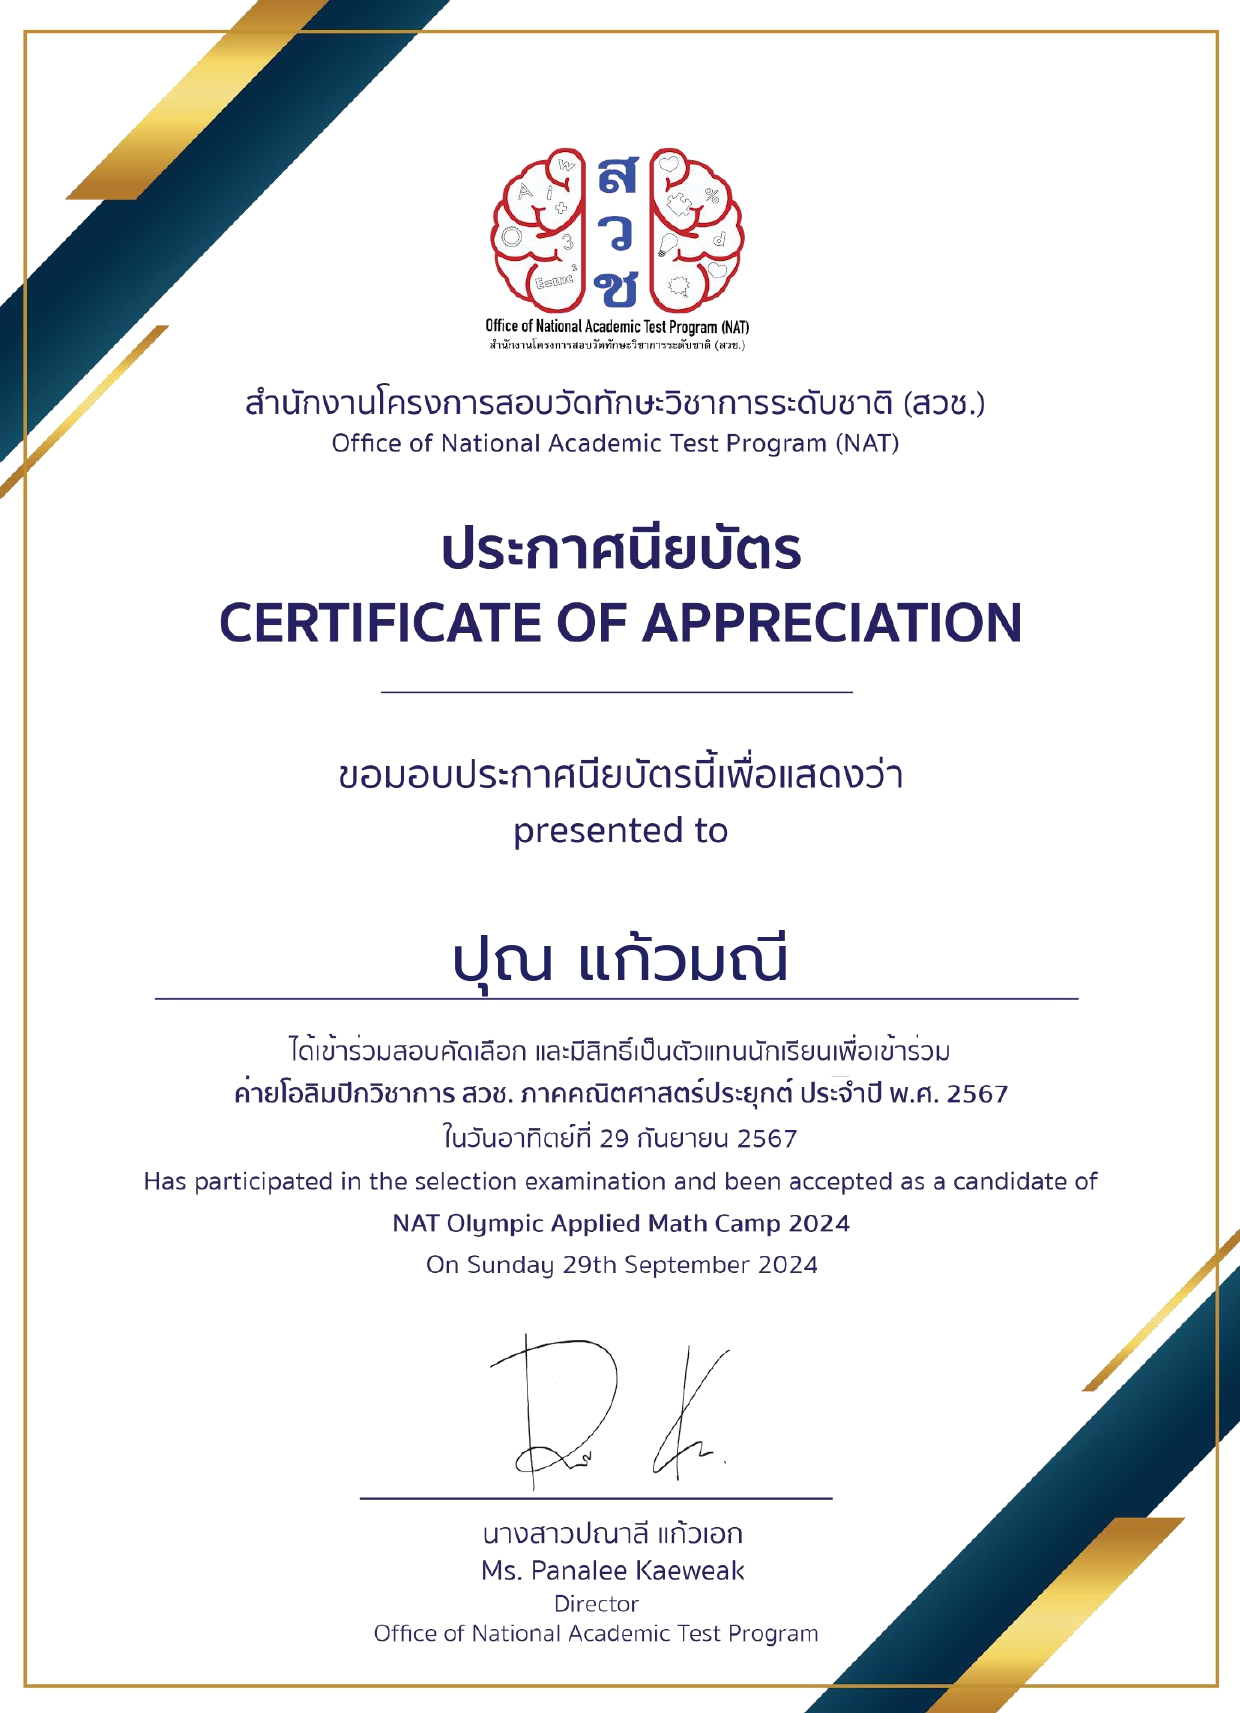 W
A
i
+
3
E=mc²
%
d
ส
ว
ช
Office of National Academic Test Program (NAT)
สำนักงานโครงการสอบวัดทักษะวิชาการระดับชาติ (สวช.)
สำนักงานโครงการสอบวัดทักษะวิชาการระดับชาติ (สวช.)
Office of National Academic Test Program (NAT)
ประกาศนียบัตร
CERTIFICATE OF APPRECIATION
ขอมอบประกาศนียบัตรนี้เพื่อแสดงว่า
presented to
ปุณ แก้วมณี
ได้เข้าร่วมสอบคัดเลือก และมีสิทธิ์เป็นตัวแทนนักเรียนเพื่อเข้าร่วม
ค่ายโอลิมปิกวิชาการ สวช. ภาคคณิตศาสตร์ประยุกต์ ประจำปี พ.ศ. 2567
ในวันอาทิตย์ที่ 29 กันยายน 2567
Has participated in the selection examination and been accepted as a candidate of
NAT Olympic Applied Math Camp 2024
On Sunday 29th September 2024
นางสาวปณาลี แก้วเอก
Ms. Panalee Kaeweak
Director
Office of National Academic Test Program